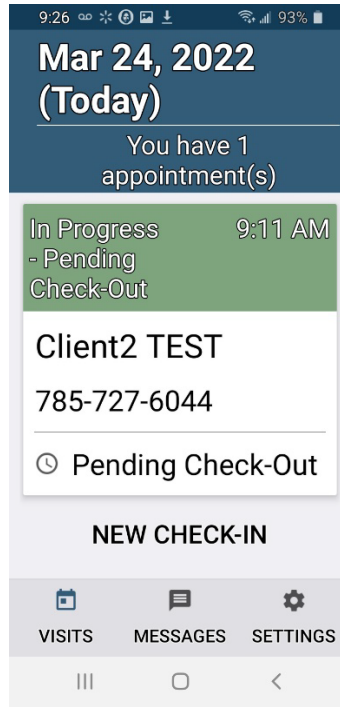 9:26 93%
Mar 24, 2022
(Today)
You have 1
appointment(s)
In Progress 9:11 AM
- Pending
Check-Out
Client2 TEST
785-727-6044
Pending Check-Out
NEW CHECK-IN
VISITS MESSAGES SETTINGS